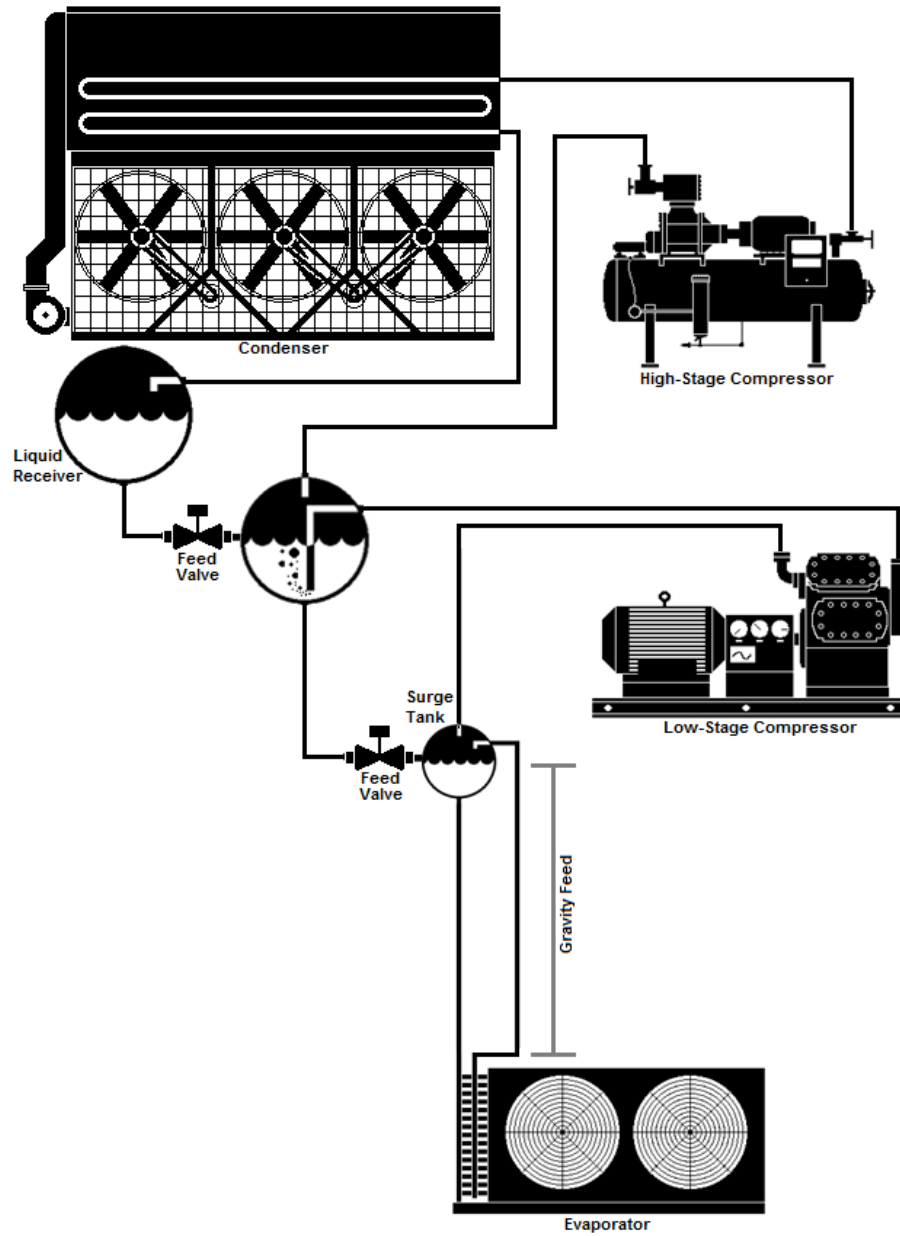 Condenser
High-Stage Compressor
Liquid
Receiver
Feed
Valve
Surge
Tank
Low-Stage Compressor
Feed
Valve
Gravity Feed
Evaporator